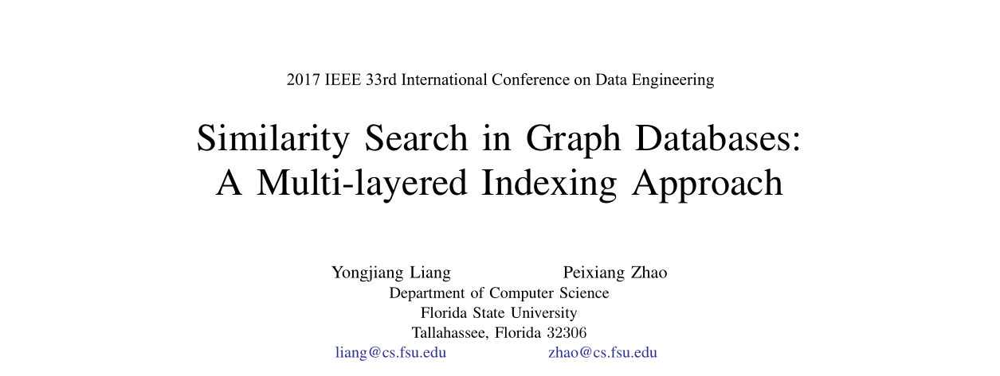 2017 IEEE 33rd International Conference on Data Engineering
Similarity Search in Graph Databases:
A Multi-layered Indexing Approach
Yongjiang Liang Peixiang Zhao
Department of Computer Science
Florida State University
Tallahassee, Florida 32306
liang@cs.fsu.edu zhao@cs.fsu.edu